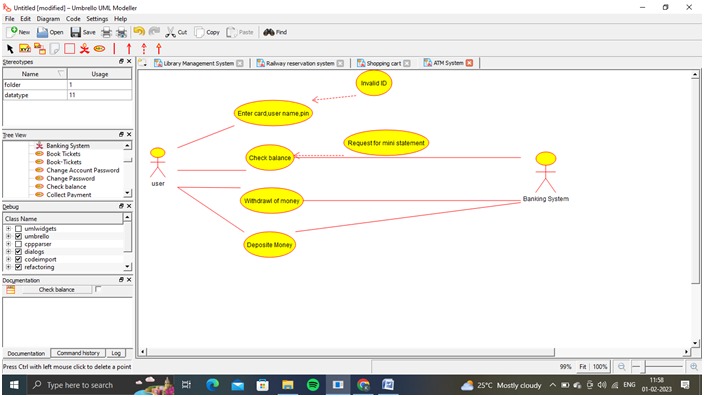 Untitled [modified] – Umbrello UML Modeller
File Edit Diagram Code Settings Help
New Open Save Cut Copy Paste Find
Stereotypes
Name Usage
folder 1
datatype 11
Tree View
Banking System
Book Tickets
Book-Tickets
Change Account Password
Change Password
Check balance
Collect Payment
Debug
Class Name
umlwidgets
umbrello
cppparser
dialogs
codeimport
refactoring
Documentation
Check balance
Documentation Command history Log
Library Management System Railway reservation system Shopping cart ATM System
Invalid ID
Enter card,user name,pin
Request for mini statement
Check balance
user
Banking System
Withdrawl of money
Deposite Money
Press Ctrl with left mouse click to delete a point
99% Fit 100%
Type here to search
25°C Mostly cloudy
ENG
11:58
01-02-2023